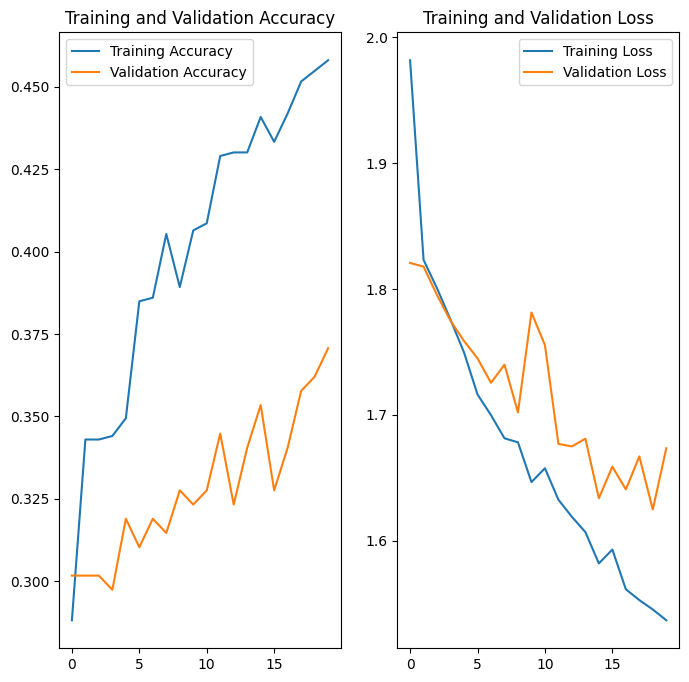 Training and Validation Accuracy
Training Accuracy
Validation Accuracy
0.450
0.425
0.400
0.375
0.350
0.325
0.300
0 5 10 15
Training and Validation Loss
Training Loss
Validation Loss
2.0
1.9
1.8
1.7
1.6
0 5 10 15